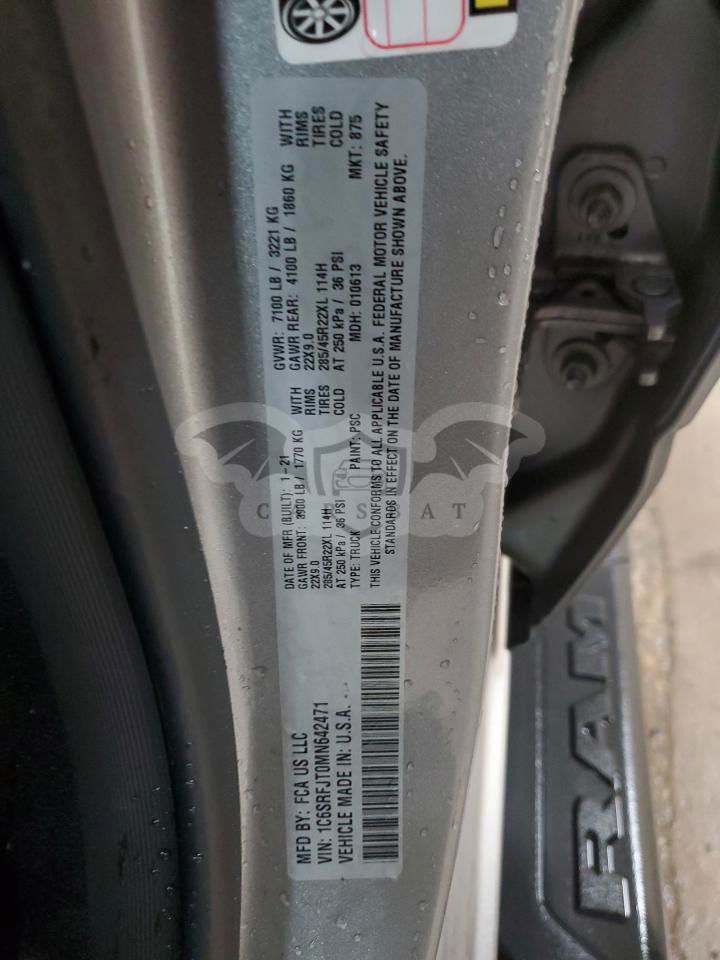 MFD BY: FCA US LLC
VIN: 1C6SRFJT0MN642471
VEHICLE MADE IN: U.S.A.
DATE OF MFR (BUILT): 1-21 GVWR: 7100 LB / 3221 KG
GAWR FRONT: 3900 LB / 1770 KG WITH GAWR REAR: 4100 LB / 1860 KG WITH
22X9.0 RIMS 22X9.0 RIMS
285/45R22XL 114H TIRES 285/45R22XL 114H TIRES
AT 250 kPa / 36 PSI COLD AT 250 kPa / 36 PSI COLD
TYPE: TRUCK PAINT: PSC MDH: 010613 MKT: 875
THIS VEHICLE CONFORMS TO ALL APPLICABLE U.S.A. FEDERAL MOTOR VEHICLE SAFETY
STANDARDS IN EFFECT ON THE DATE OF MANUFACTURE SHOWN ABOVE.
RAM